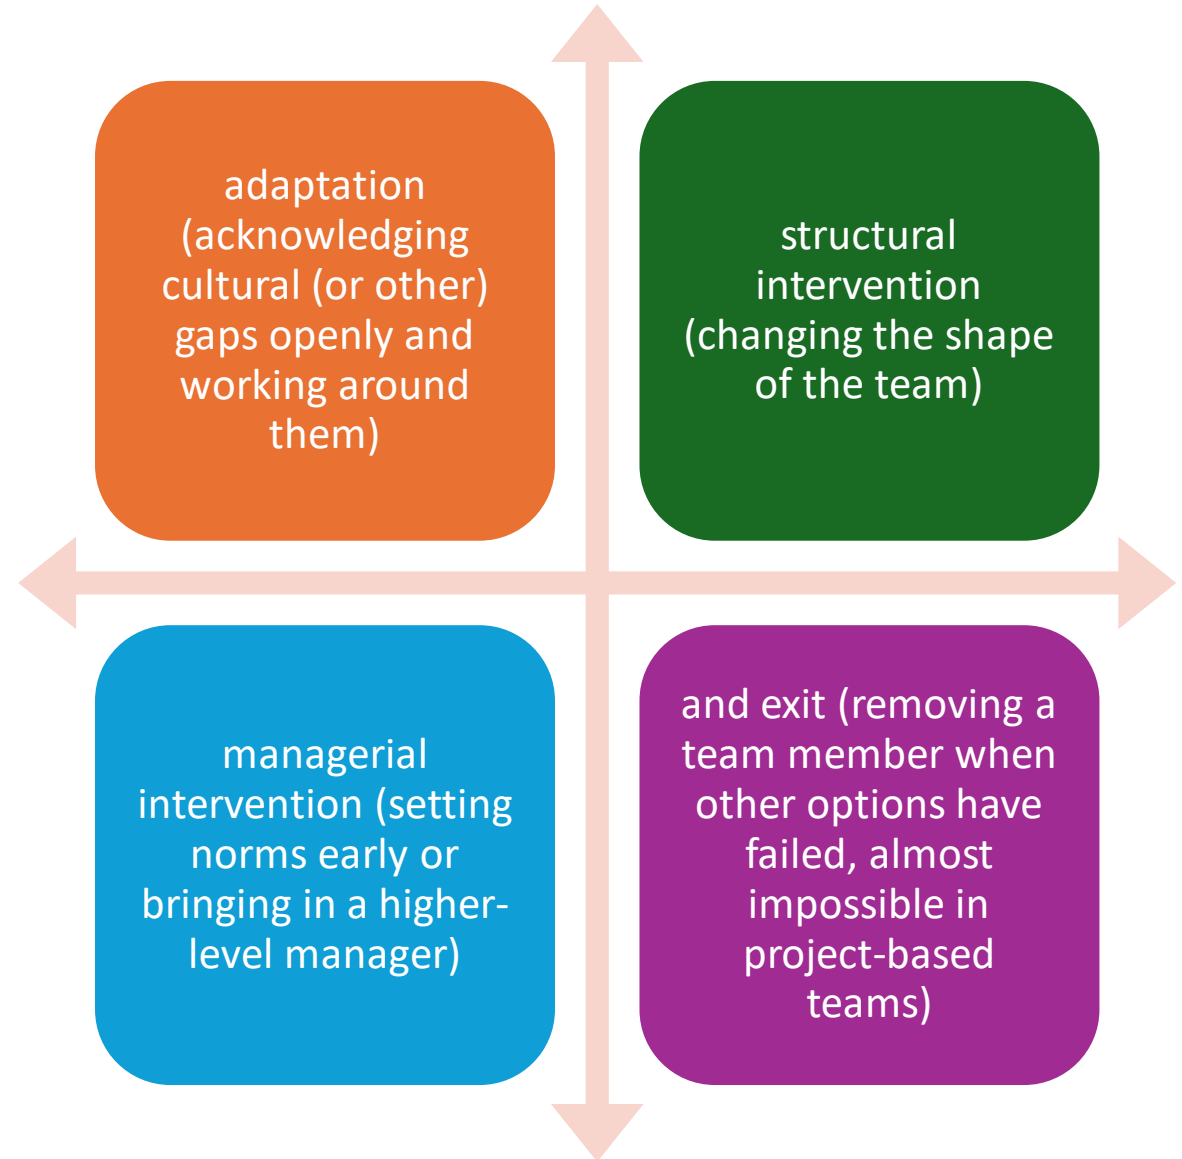 adaptation
(acknowledging
cultural (or other)
gaps openly and
working around
them)
structural
intervention
(changing the shape
of the team)
managerial
intervention (setting
norms early or
bringing in a higher-
level manager)
and exit (removing a
team member when
other options have
failed, almost
impossible in
project-based
teams)